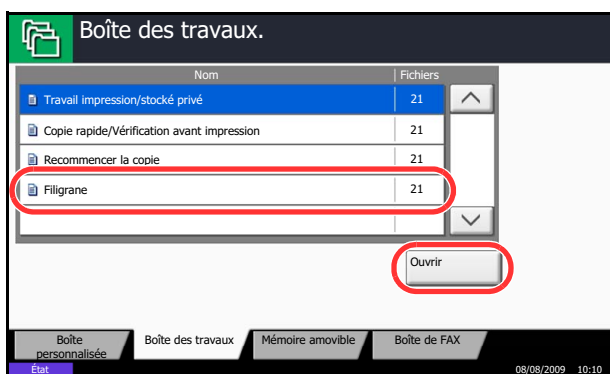 Boîte des travaux.
Nom Fichiers
Travail impression/stocké privé 21
Copie rapide/Vérification avant impression 21
Recommencer la copie 21
Filigrane 21
Ouvrir
Boîte personnalisée
Boîte des travaux
Mémoire amovible
Boîte de FAX
État
08/08/2009 10:10